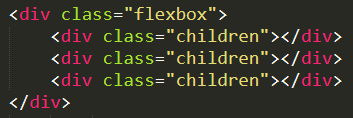 <div class="flexbox">
    <div class="children"></div>
    <div class="children"></div>
    <div class="children"></div>
</div>